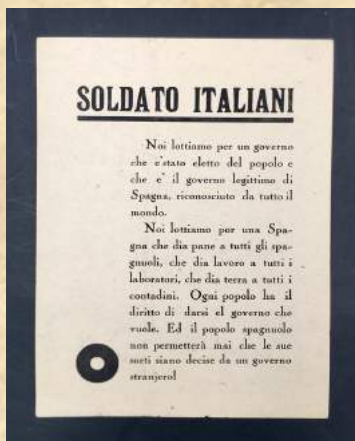 SOLDATO ITALIANI
Noi lottiamo per un governo
che e'stato eletto del popolo e
che e' il governo legittimo di
Spagna, riconosciuto da tutto il
mondo.
Noi lottiamo per una Spa-
gna che dia pane a tutti gli spa-
gnuoli, che dia lavoro a tutti i
laboratori, che dia terra a tutti i
contadini. Ogni popolo ha il
diritto di darsi el governo che
vuole. Ed il popolo spagnuolo
non permetterà mai che le sue
sorti siano decise da un governo
stranjero!